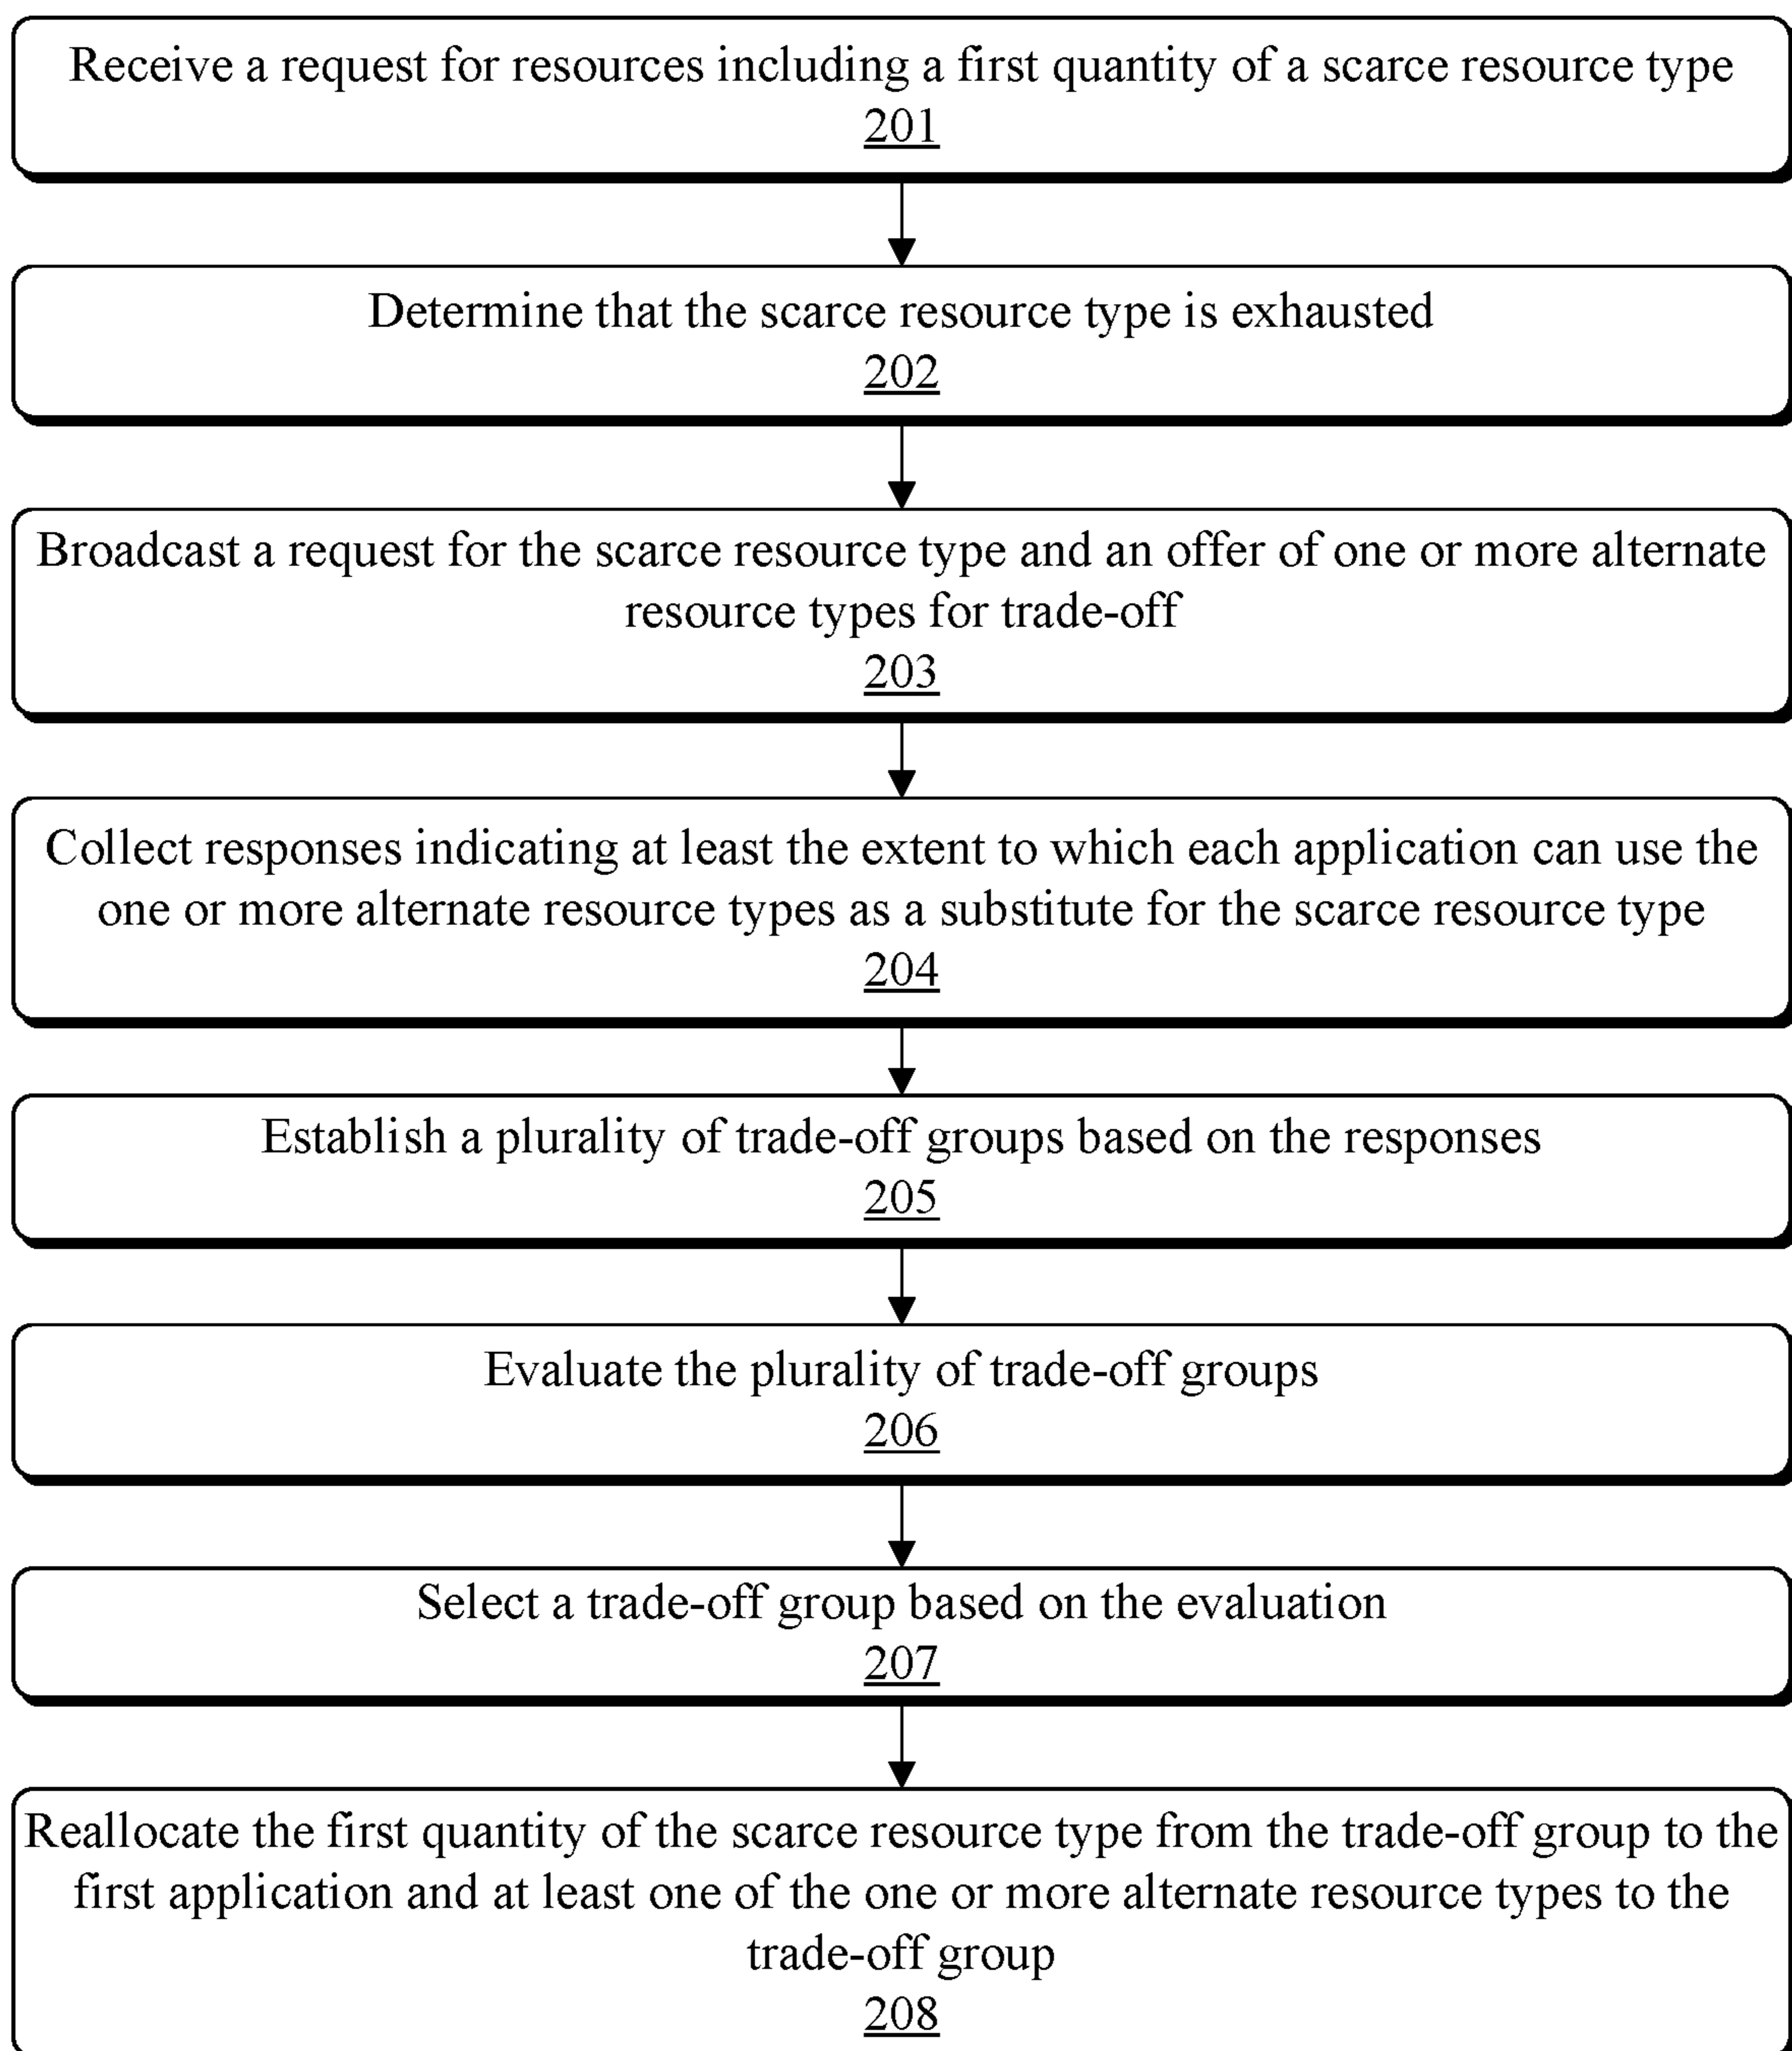 Receive a request for resources including a first quantity of a scarce resource type
201
Determine that the scarce resource type is exhausted
202
Broadcast a request for the scarce resource type and an offer of one or more alternate
resource types for trade-off
203
Collect responses indicating at least the extent to which each application can use the
one or more alternate resource types as a substitute for the scarce resource type
204
Establish a plurality of trade-off groups based on the responses
205
Evaluate the plurality of trade-off groups
206
Select a trade-off group based on the evaluation
207
Reallocate the first quantity of the scarce resource type from the trade-off group to the
first application and at least one of the one or more alternate resource types to the
trade-off group
208